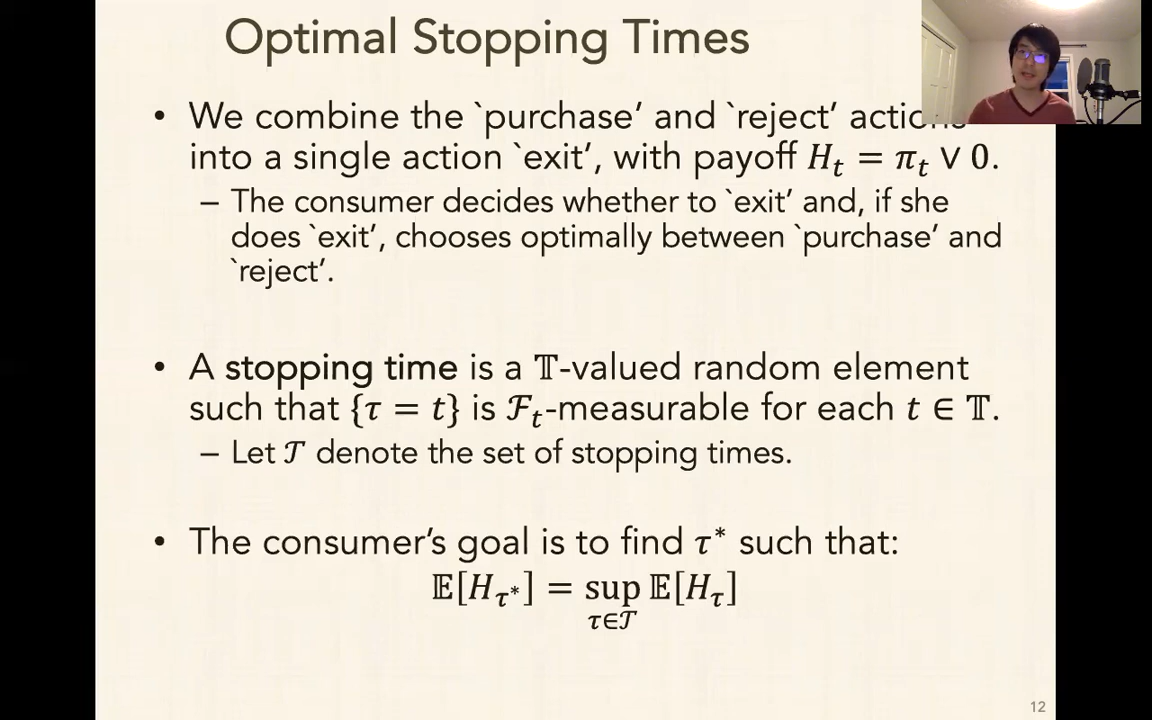 Optimal Stopping Times
• We combine the `purchase’ and `reject’ actions
into a single action `exit’, with payoff Hₜ = πₜ ∨ 0.
– The consumer decides whether to `exit’ and, if she
does `exit’, chooses optimally between `purchase’ and
`reject’.
• A stopping time is a 𝕋-valued random element
such that {τ = t} is ℱₜ-measurable for each t ∈ 𝕋.
– Let 𝒯 denote the set of stopping times.
• The consumer’s goal is to find τ* such that:
𝔼[H_τ*] = sup 𝔼[H_τ]
τ∈𝒯
12